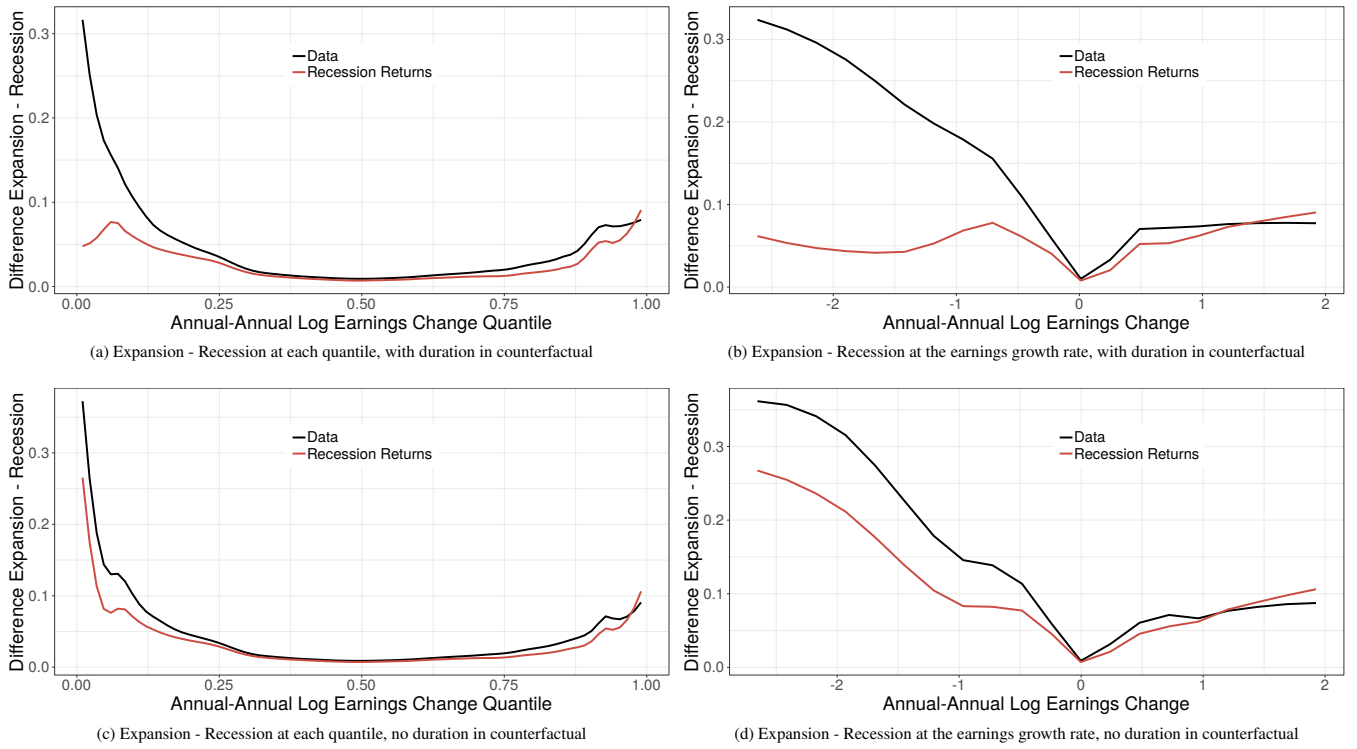 Difference Expansion - Recession
0.3
0.2
0.1
0.0
Data
Recession Returns
0.00 0.25 0.50 0.75 1.00
Annual-Annual Log Earnings Change Quantile
(a) Expansion - Recession at each quantile, with duration in counterfactual
Difference Expansion - Recession
0.3
0.2
0.1
0.0
Data
Recession Returns
-2 -1 0 1 2
Annual-Annual Log Earnings Change
(b) Expansion - Recession at the earnings growth rate, with duration in counterfactual
Difference Expansion - Recession
0.3
0.2
0.1
0.0
Data
Recession Returns
0.00 0.25 0.50 0.75 1.00
Annual-Annual Log Earnings Change Quantile
(c) Expansion - Recession at each quantile, no duration in counterfactual
Difference Expansion - Recession
0.3
0.2
0.1
0.0
Data
Recession Returns
-2 -1 0 1 2
Annual-Annual Log Earnings Change
(d) Expansion - Recession at the earnings growth rate, no duration in counterfactual